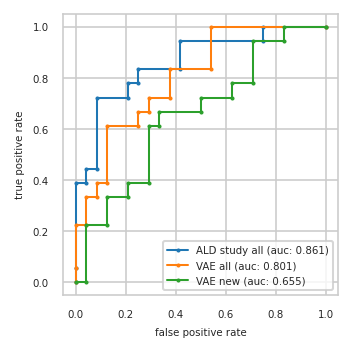 1.0
0.8
0.6
0.4
0.2
0.0
true positive rate
ALD study all (auc: 0.861)
VAE all (auc: 0.801)
VAE new (auc: 0.655)
0.0 0.2 0.4 0.6 0.8 1.0
false positive rate